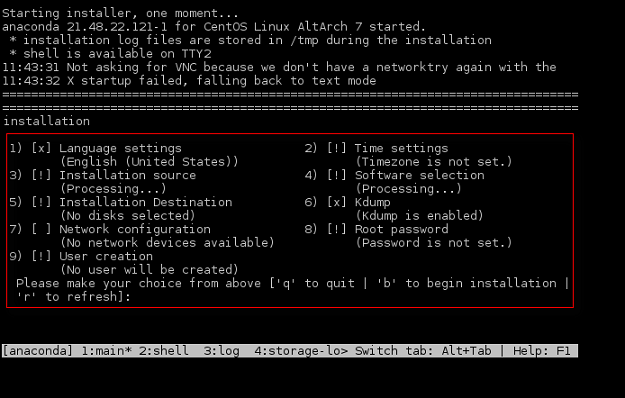 Starting installer, one moment...
anaconda 21.48.22.121-1 for CentOS Linux AltArch 7 started.
 * installation log files are stored in /tmp during the installation
 * shell is available on TTY2
11:43:31 Not asking for VNC because we don't have a networktry again with the
11:43:32 X startup failed, falling back to text mode
================================================================================
================================================================================
installation
1) [x] Language settings                 2) [!] Time settings
       (English (United States))                (Timezone is not set.)
3) [!] Installation source               4) [!] Software selection
       (Processing...)                          (Processing...)
5) [!] Installation Destination          6) [x] Kdump
       (No disks selected)                      (Kdump is enabled)
7) [ ] Network configuration             8) [!] Root password
       (No network devices available)           (Password is not set.)
9) [!] User creation
       (No user will be created)
 Please make your choice from above ['q' to quit | 'b' to begin installation |
 'r' to refresh]:
[anaconda] 1:main* 2:shell  3:log  4:storage-lo> Switch tab: Alt+Tab | Help: F1